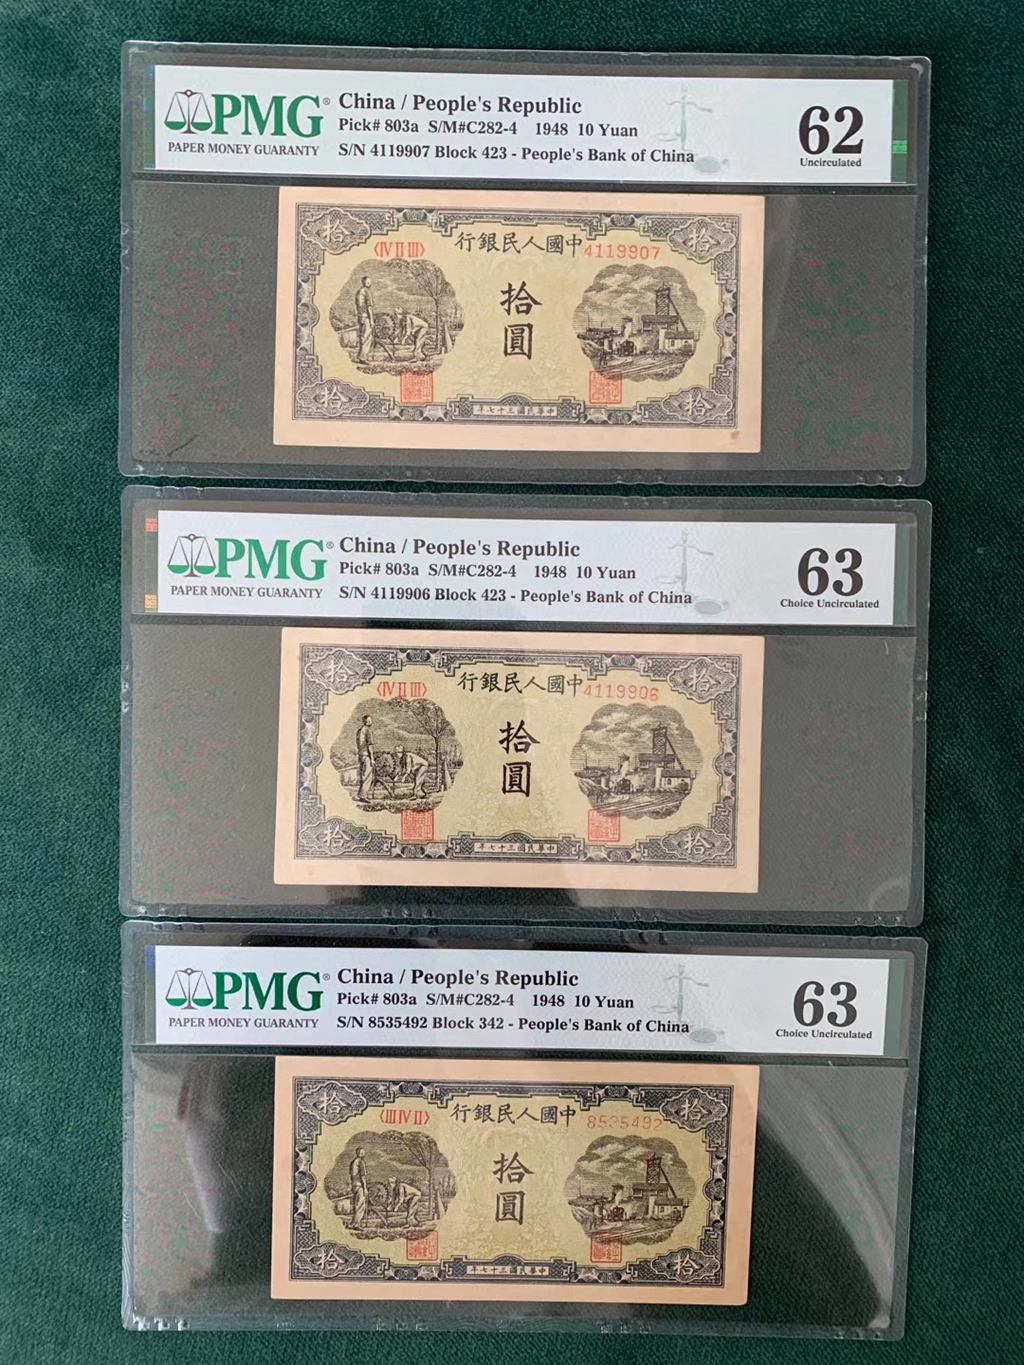 PMG®
PAPER MONEY GUARANTY
China / People's Republic
Pick# 803a S/M#C282-4 1948 10 Yuan
S/N 4119907 Block 423 - People's Bank of China
62
Uncirculated
拾 拾
行銀民人國中
〈IV II III〉 4119907
拾
圓
拾 拾
年七十三國民華中
PMG®
PAPER MONEY GUARANTY
China / People's Republic
Pick# 803a S/M#C282-4 1948 10 Yuan
S/N 4119906 Block 423 - People's Bank of China
63
Choice Uncirculated
拾 拾
行銀民人國中
〈IV II III〉 4119906
拾
圓
拾 拾
年七十三國民華中
PMG®
PAPER MONEY GUARANTY
China / People's Republic
Pick# 803a S/M#C282-4 1948 10 Yuan
S/N 8535492 Block 342 - People's Bank of China
63
Choice Uncirculated
拾 拾
行銀民人國中
〈III IV II〉 8535492
拾
圓
拾 拾
年七十三國民華中